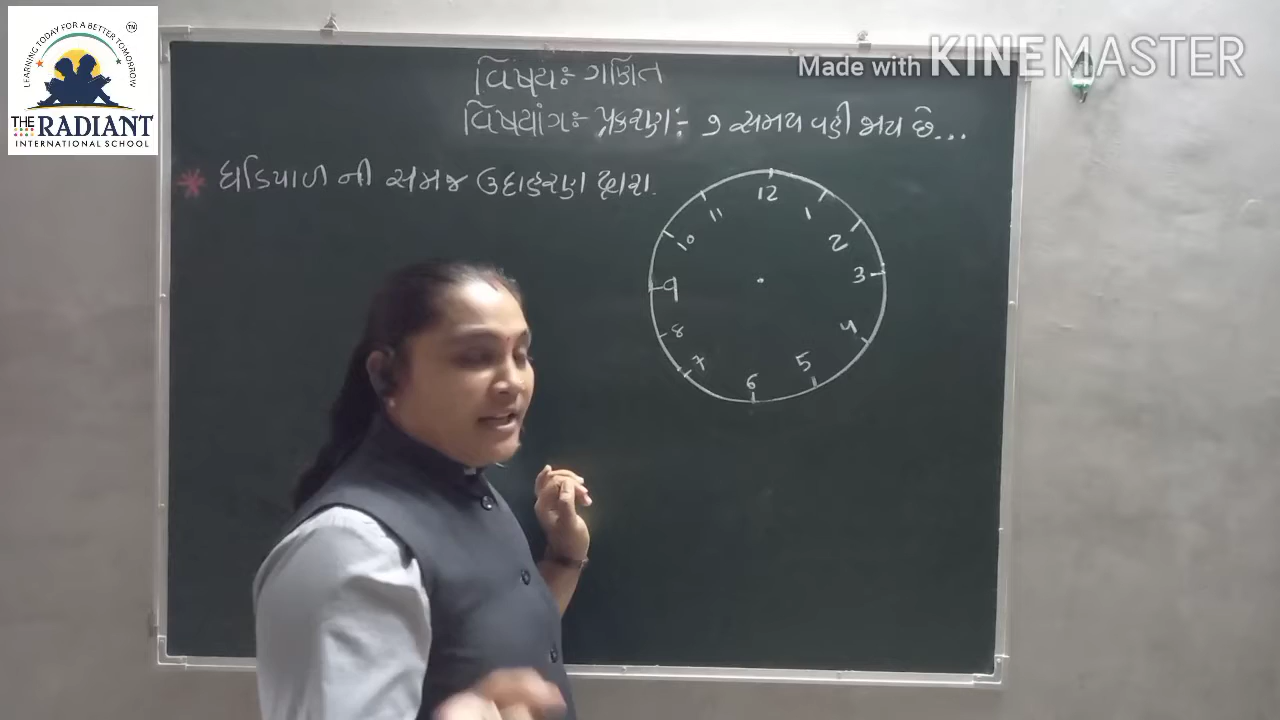 LEARNING TODAY FOR A BETTER TOMORROW
TM
THE RADIANT
INTERNATIONAL SCHOOL
Made with KINEMASTER
વિષય:- ગણિત
વિષયાંગ:- પ્રકરણ:- ૭ સમય વહી જાય છે...
* ઘડિયાળ ની સમજ ઉદાહરણ દ્વારા.
12
11
1
10
2
9
3
8
4
7
5
6